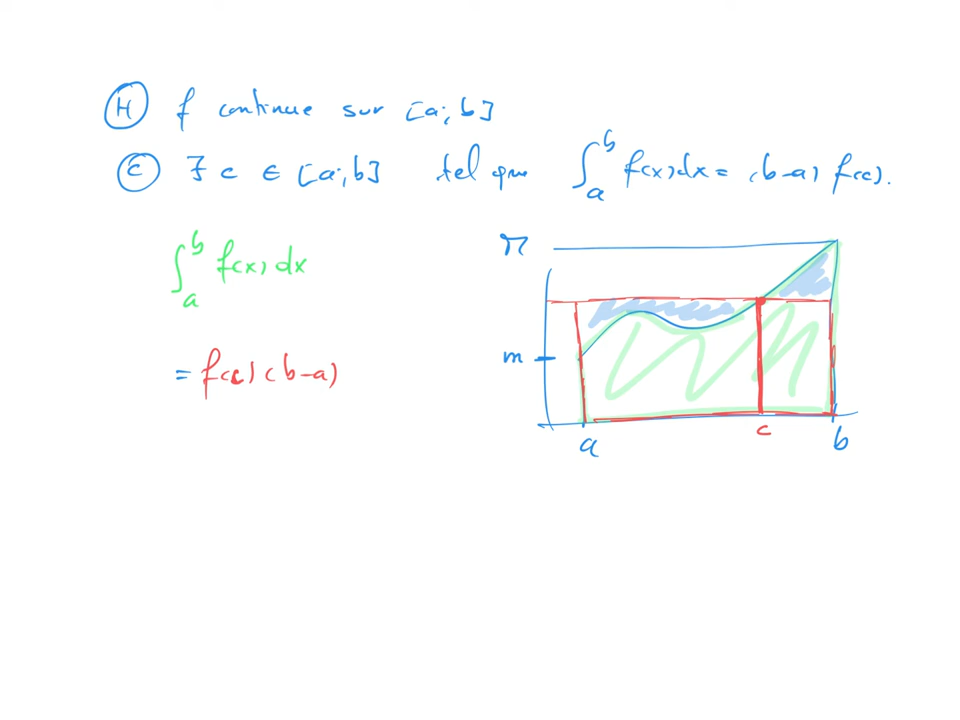 H f continue sur [a; b]
C ∃ c ∈ [a; b] tel que ∫_a^b f(x) dx = (b-a) f(c).
∫_a^b f(x) dx
= f(c) (b-a)
M
m
a c b